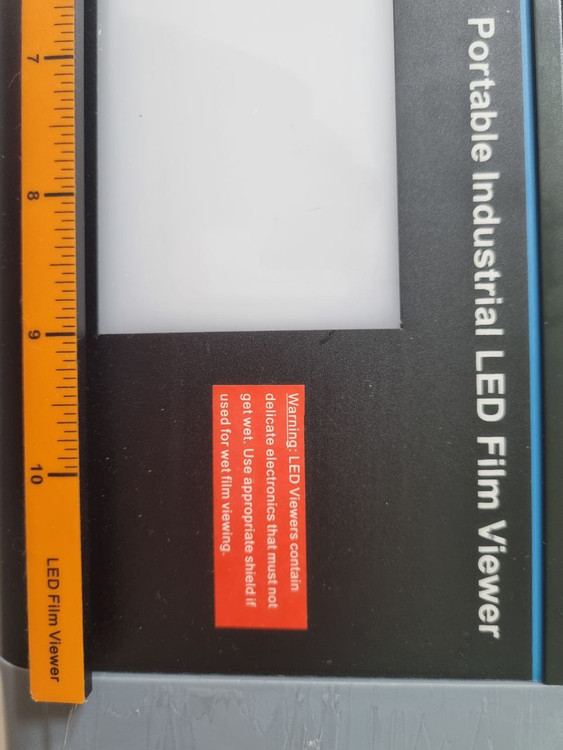 Portable Industrial LED Film Viewer
Warning: LED Viewers contain
delicate electronics that must not
get wet. Use appropriate shield if
used for wet film viewing.
7
8
9
10
LED Film Viewer